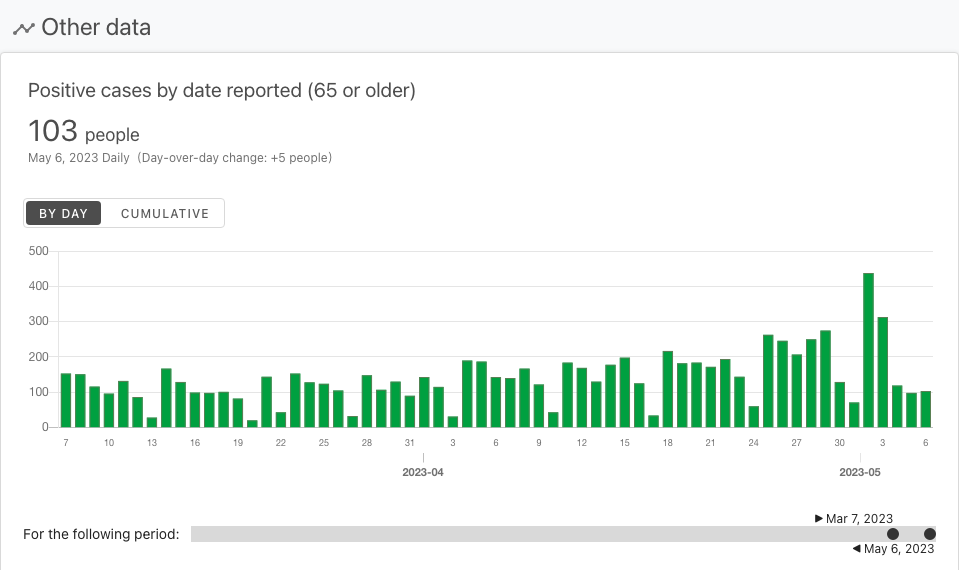 Other data
Positive cases by date reported (65 or older)
103 people
May 6, 2023 Daily (Day-over-day change: +5 people)
BY DAY CUMULATIVE
500
400
300
200
100
0
7 10 13 16 19 22 25 28 31 3 6 9 12 15 18 21 24 27 30 3 6
2023-04 2023-05
▶ Mar 7, 2023
For the following period:
◀ May 6, 2023